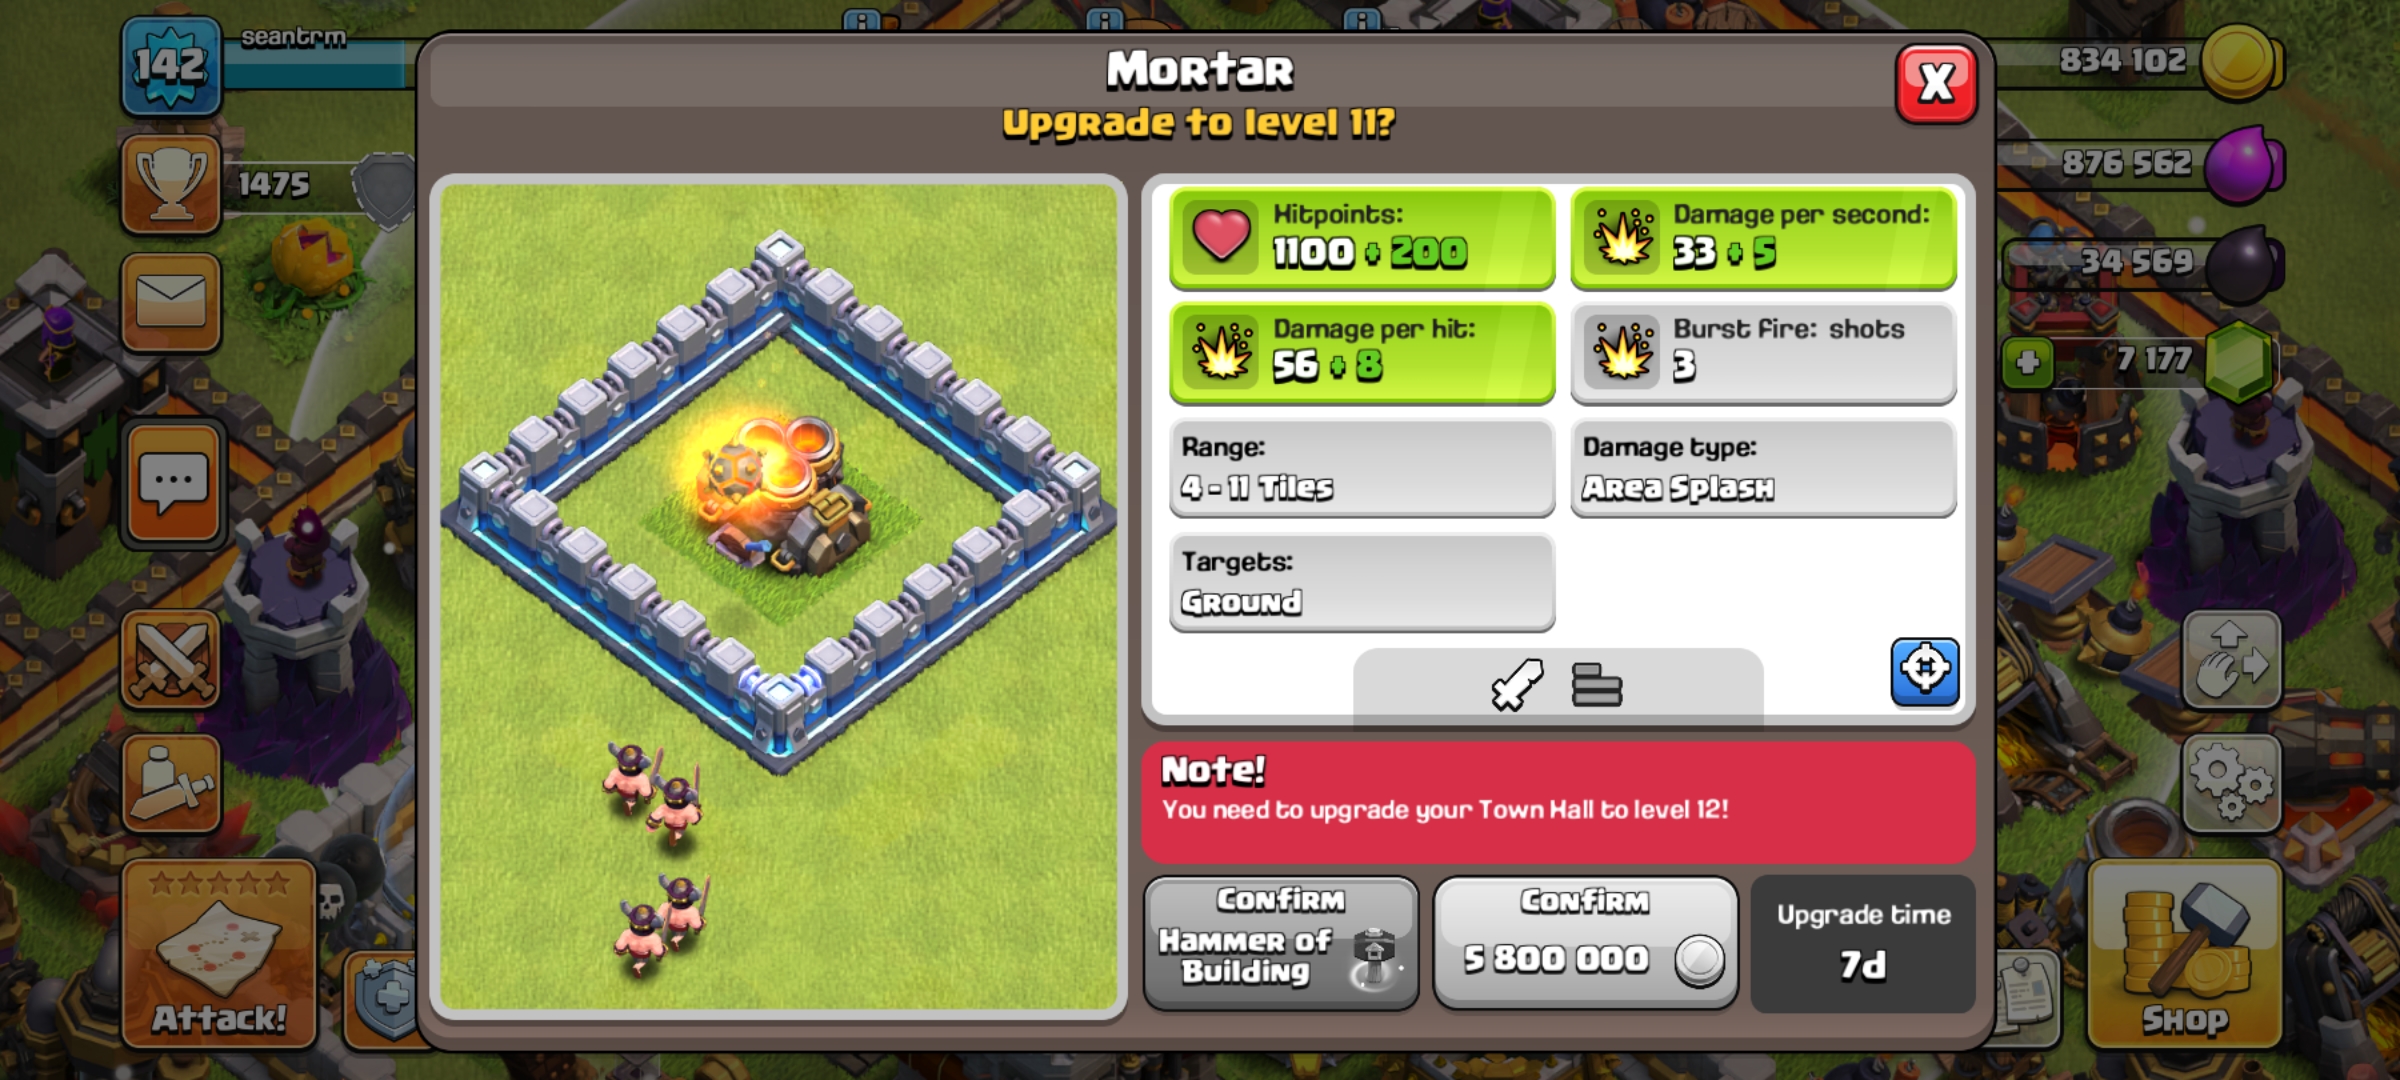 142
seantrm
1475
Mortar
Upgrade to level 11?
X
834 102
876 562
34 569
7 177
Hitpoints:
1100 + 200
Damage per second:
33 + 5
Damage per hit:
56 + 8
Burst fire: shots
3
Range:
4 - 11 Tiles
Damage type:
Area Splash
Targets:
Ground
Note!
You need to upgrade your Town Hall to level 12!
Confirm
Hammer of
Building
Confirm
5 800 000
Upgrade time
7d
Attack!
Shop